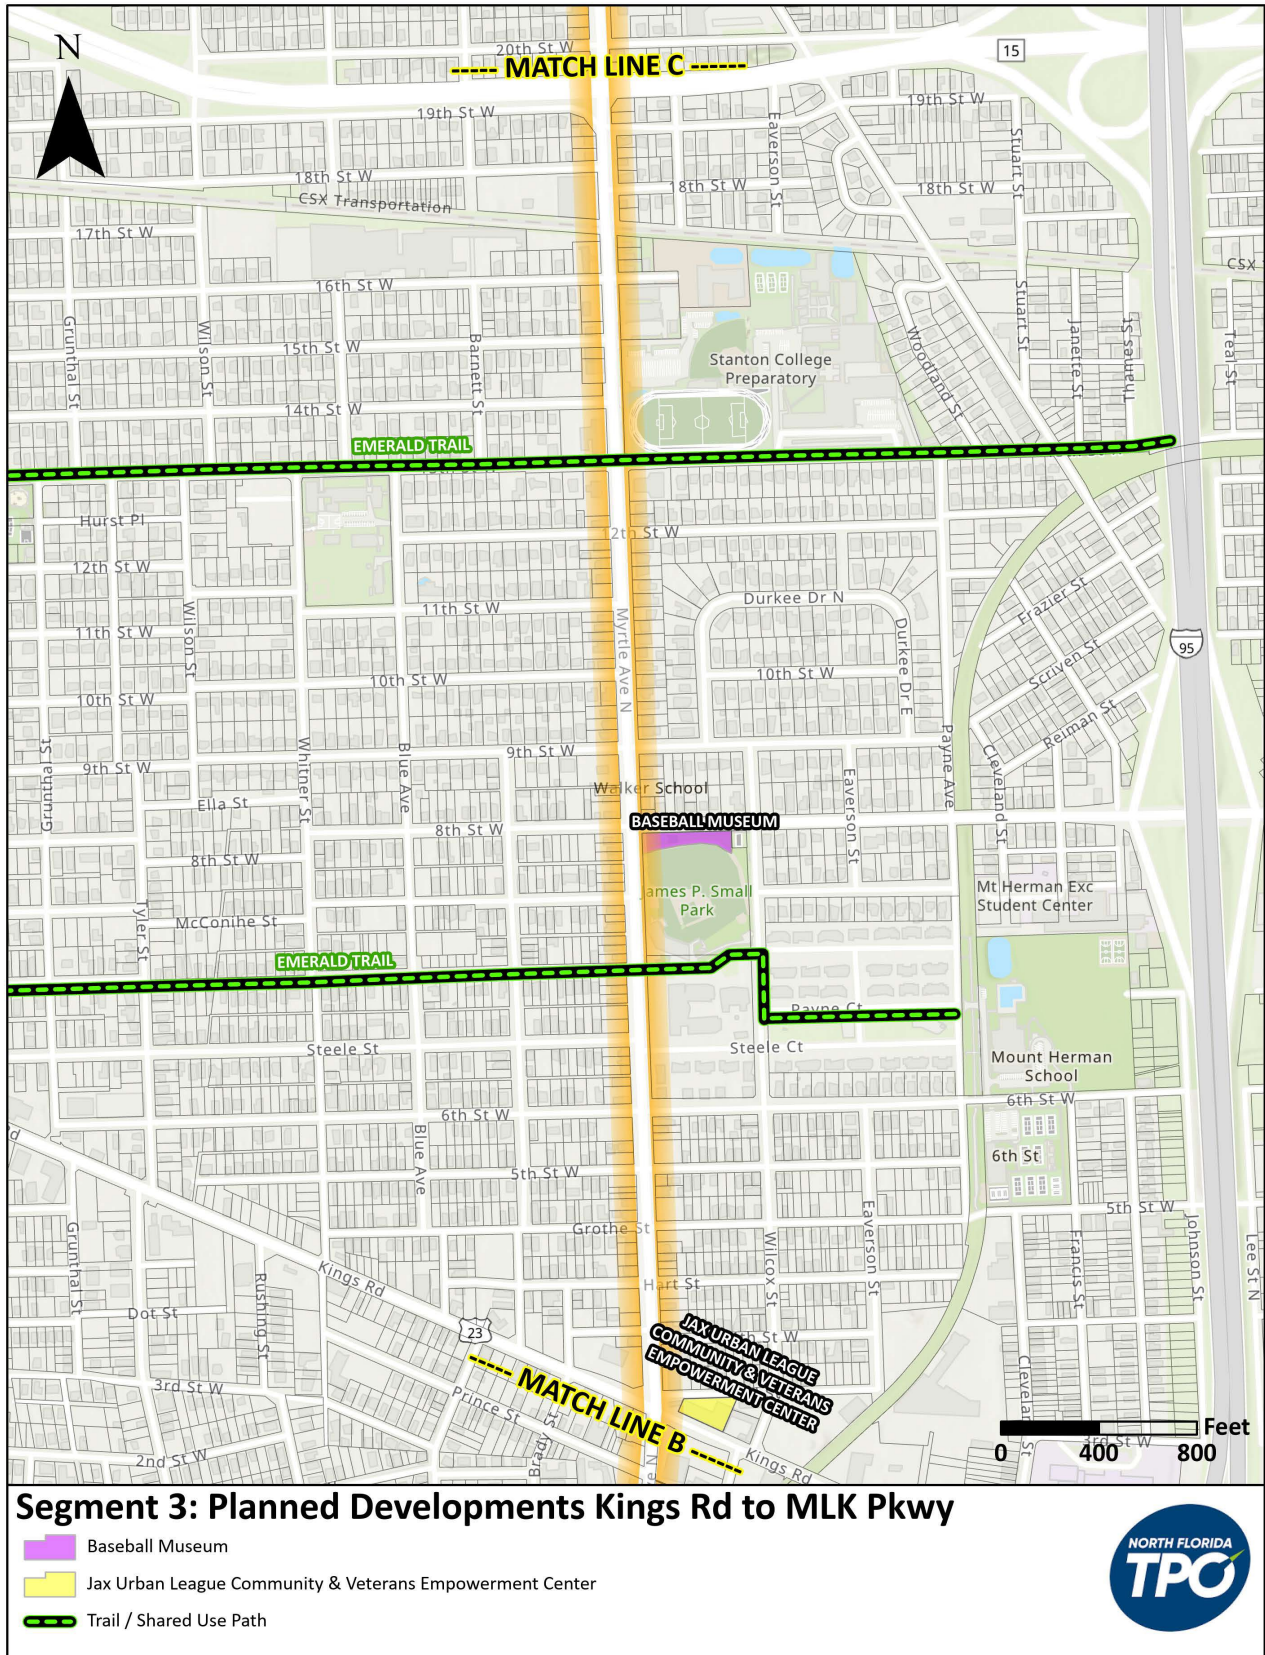 N
20th St W
----- MATCH LINE C ------
15
19th St W
19th St W
Eaverson St
Stuart St
18th St W
18th St W
18th St W
CSX Transportation
17th St W
CSX
16th St W
Grunthal St
Wilson St
Barnett St
15th St W
Stuart St
Janette St
Thames St
Teal St
Woodland St
Stanton College
Preparatory
14th St W
EMERALD TRAIL
Hurst Pl
12th St W
12th St W
Durkee Dr N
11th St W
Frazier St
11th St W
Wilson St
Myrtle Ave N
Durkee Dr E
95
Scriven St
10th St W
10th St W
10th St W
Reiman St
Grunthal St
9th St W
Whitner St
Blue Ave
9th St W
Payne Ave
Cleveland St
Eaverson St
Walker School
Ella St
BASEBALL MUSEUM
8th St W
8th St W
James P. Small
Park
Mt Herman Exc
Student Center
Tyler St
McConihe St
EMERALD TRAIL
Payne Ct
Steele St
Steele Ct
Mount Herman
School
6th St W
6th St W
Blue Ave
6th St
5th St W
5th St W
Grunthal St
Grothe St
Wilcox St
Eaverson St
Francis St
Johnson St
Lee St N
Kings Rd
Rushing St
Hart St
Dot St
23
JAX URBAN LEAGUE
COMMUNITY & VETERANS
EMPOWERMENT CENTER
----- MATCH LINE B ------
3rd St W
Prince St
Brady St
2nd St W
Kings Rd
3rd St W
Feet
0 400 800
Segment 3: Planned Developments Kings Rd to MLK Pkwy
Baseball Museum
Jax Urban League Community & Veterans Empowerment Center
Trail / Shared Use Path
NORTH FLORIDA
TPO